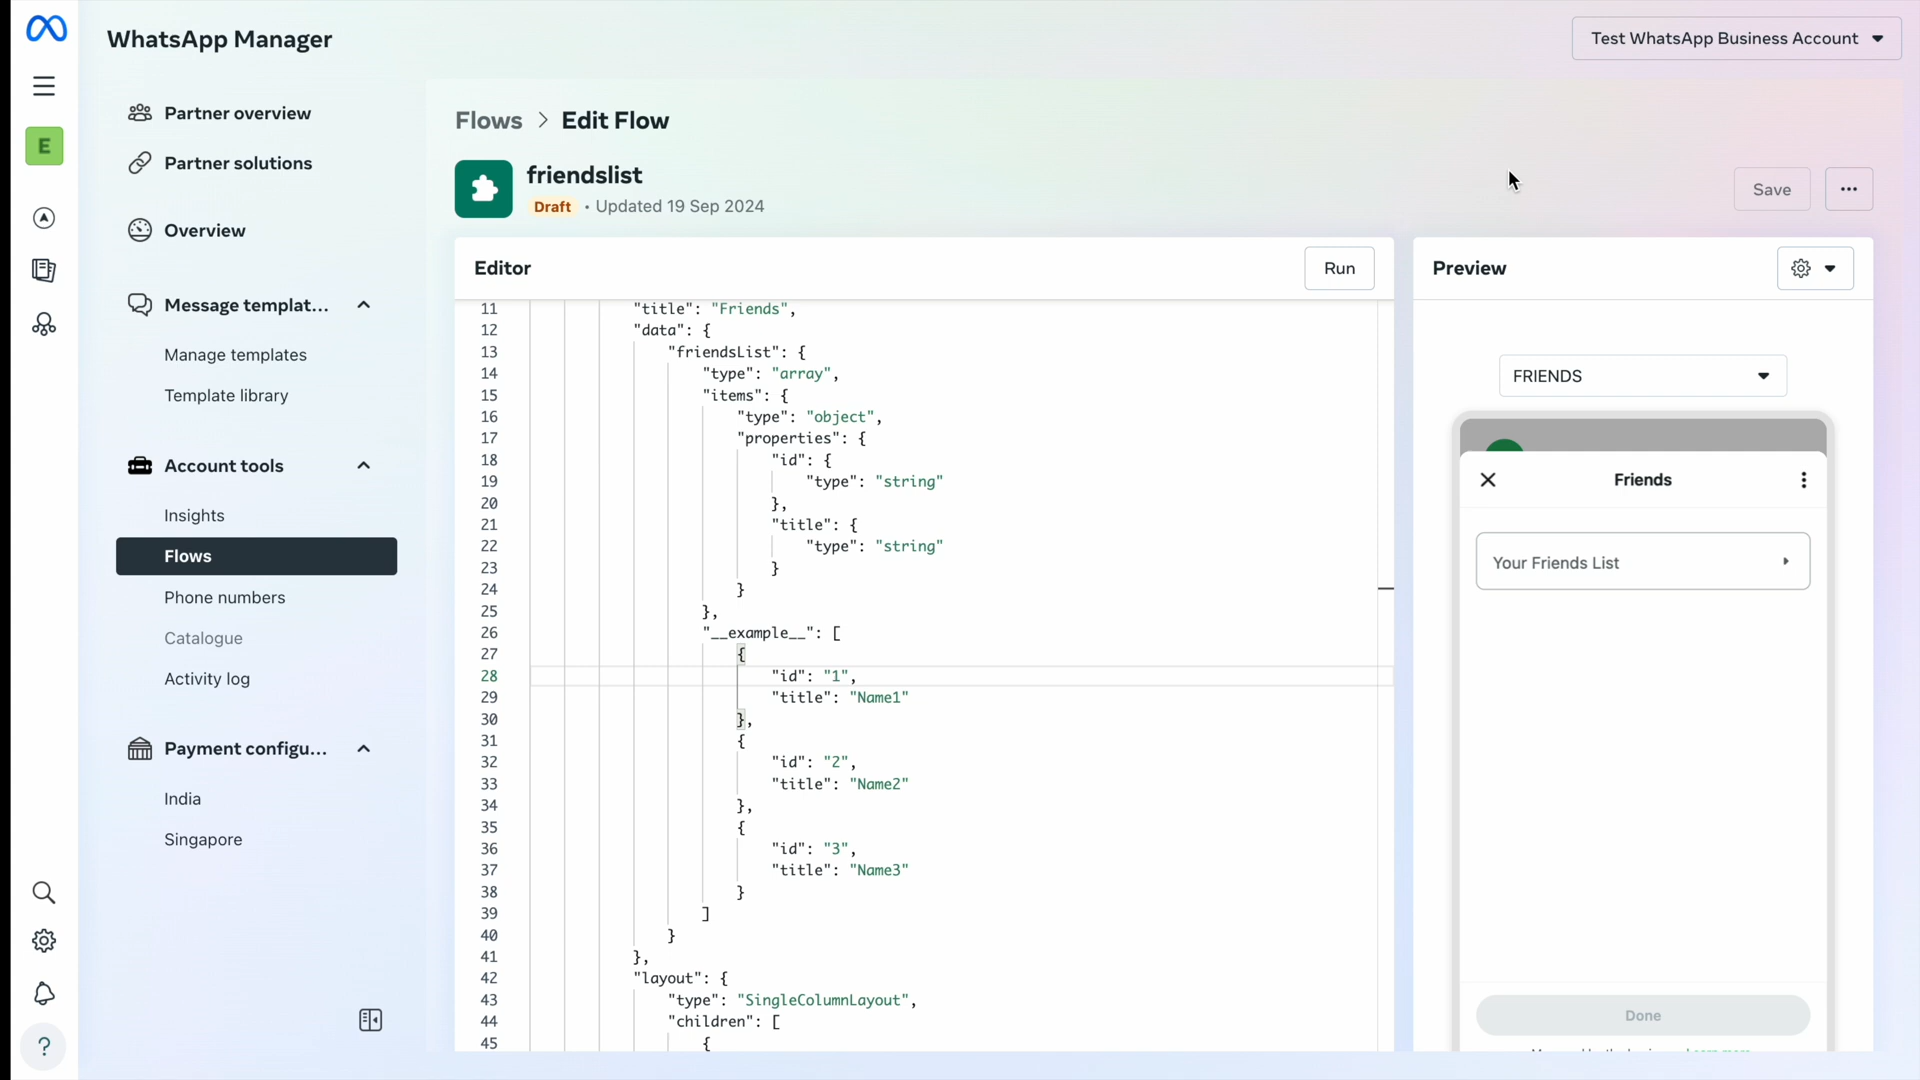 WhatsApp Manager
Test WhatsApp Business Account
E
Partner overview
Partner solutions
Overview
Message templat...
Manage templates
Template library
Account tools
Insights
Flows
Phone numbers
Catalogue
Activity log
Payment configu...
India
Singapore
?
Flows > Edit Flow
friendslist
Draft • Updated 19 Sep 2024
Save
Editor
Run
11 "title": "Friends",
12 "data": {
13 "friendsList": {
14 "type": "array",
15 "items": {
16 "type": "object",
17 "properties": {
18 "id": {
19 "type": "string"
20 },
21 "title": {
22 "type": "string"
23 }
24 }
25 },
26 "__example__": [
27 {
28 "id": "1",
29 "title": "Name1"
30 },
31 {
32 "id": "2",
33 "title": "Name2"
34 },
35 {
36 "id": "3",
37 "title": "Name3"
38 }
39 ]
40 }
41 },
42 "layout": {
43 "type": "SingleColumnLayout",
44 "children": [
45 {
Preview
FRIENDS
Friends
Your Friends List
Done